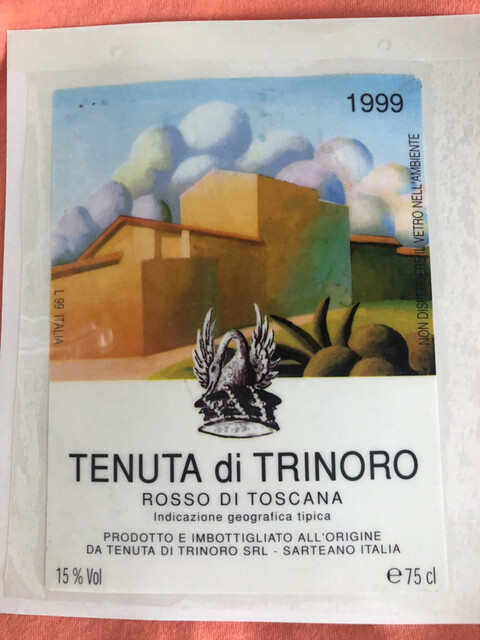 1999
NON DISPERDERE IL VETRO NELL'AMBIENTE
L.99 ITALIA
TENUTA di TRINORO
ROSSO DI TOSCANA
Indicazione geografica tipica
PRODOTTO E IMBOTTIGLIATO ALL'ORIGINE
DA TENUTA DI TRINORO SRL - SARTEANO ITALIA
15 % Vol
e 75 cl